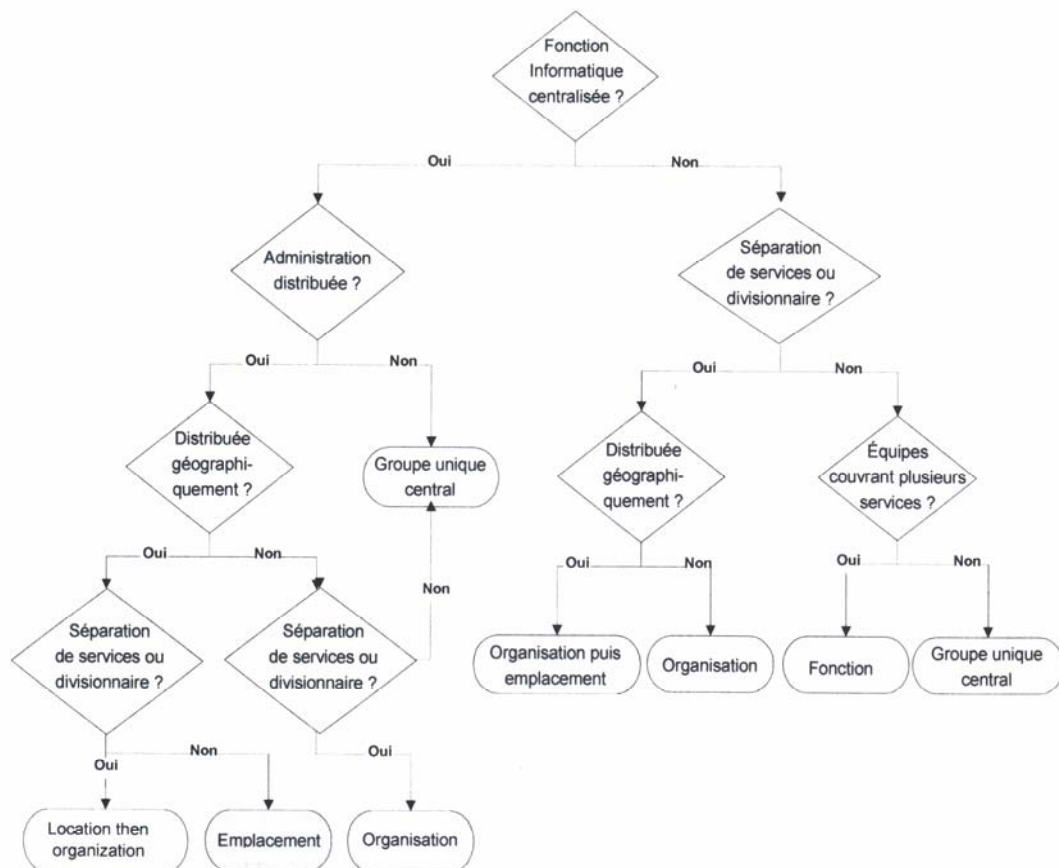 Fonction
Informatique
centralisée ?
Oui
Non
Administration
distribuée ?
Séparation
de services ou
divisionnaire ?
Oui
Non
Oui
Non
Distribuée
géographi-
quement ?
Groupe unique
central
Distribuée
géographi-
quement ?
Équipes
couvrant plusieurs
services ?
Oui
Non
Non
Oui
Non
Oui
Non
Séparation
de services ou
divisionnaire ?
Séparation
de services ou
divisionnaire ?
Organisation puis
emplacement
Organisation
Fonction
Groupe unique
central
Oui
Non
Oui
Location then
organization
Emplacement
Organisation